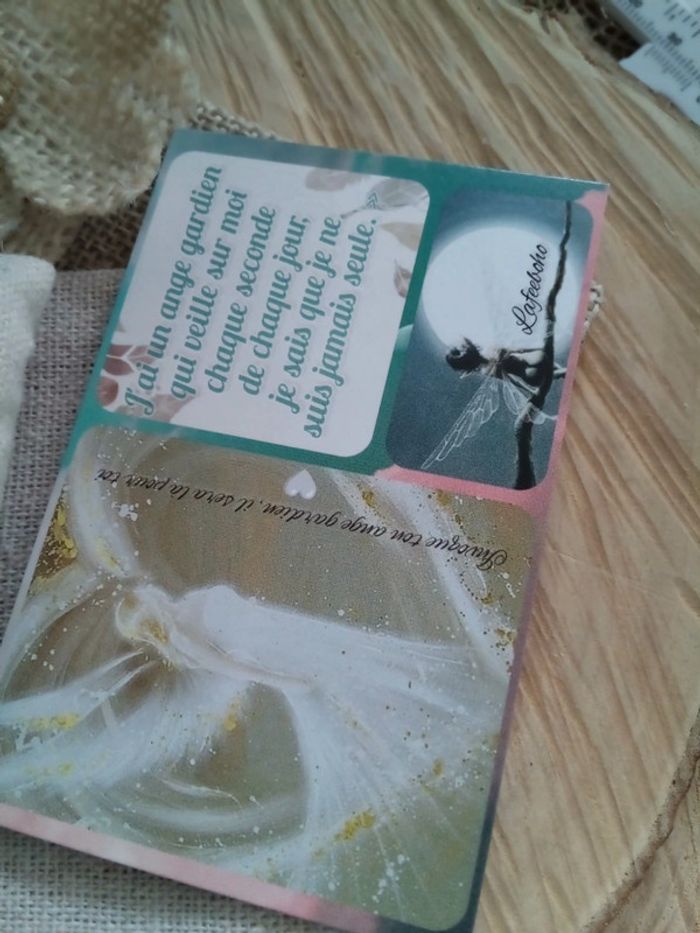 J'ai un ange gardien
qui veille sur moi
chaque seconde
de chaque jour,
je sais que je ne
suis jamais seule.
Lafeeboho
Invoque ton ange gardien, il sera là pour toi